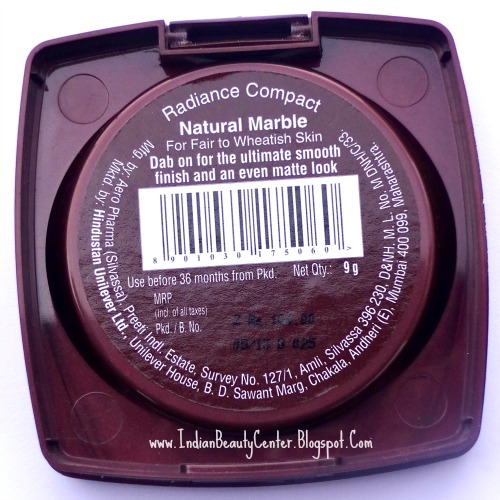 Radiance Compact
Natural Marble
For Fair to Wheatish Skin
Dab on for the ultimate smooth
finish and an even matte look
8901030175060>
Use before 36 months from Pkd. Net Qty.: 9 g
MRP
(incl. of all taxes)
Pkd / B. No.
Mfg. by: Aero Pharma (Silvassa), Preeti Indl. Estate, Survey No. 127/1, Amli, Silvassa 396 230, D&NH, M. L. No. M.DNH/C/33.
Mktd. by: Hindustan Unilever Ltd., Unilever House, B. D. Sawant Marg, Chakala, Andheri (E), Mumbai 400 099, Maharashtra.
www.IndianBeautyCenter.Blogspot.Com